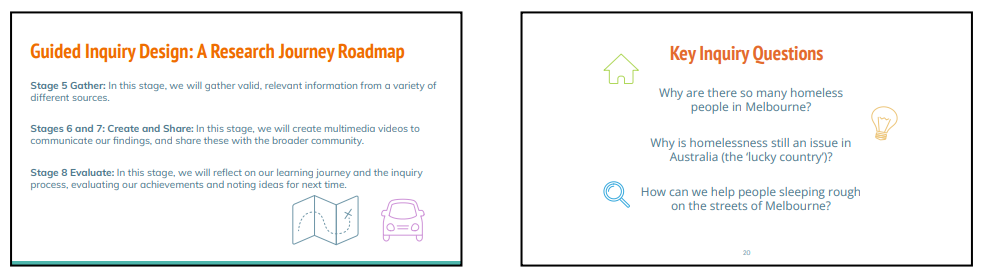 Guided Inquiry Design: A Research Journey Roadmap
Stage 5 Gather: In this stage, we will gather valid, relevant information from a variety of
different sources.
Stages 6 and 7: Create and Share: In this stage, we will create multimedia videos to
communicate our findings, and share these with the broader community.
Stage 8 Evaluate: In this stage, we will reflect on our learning journey and the inquiry
process, evaluating our achievements and noting ideas for next time.
Key Inquiry Questions
Why are there so many homeless
people in Melbourne?
Why is homelessness still an issue in
Australia (the ‘lucky country’)?
How can we help people sleeping rough
on the streets of Melbourne?
20